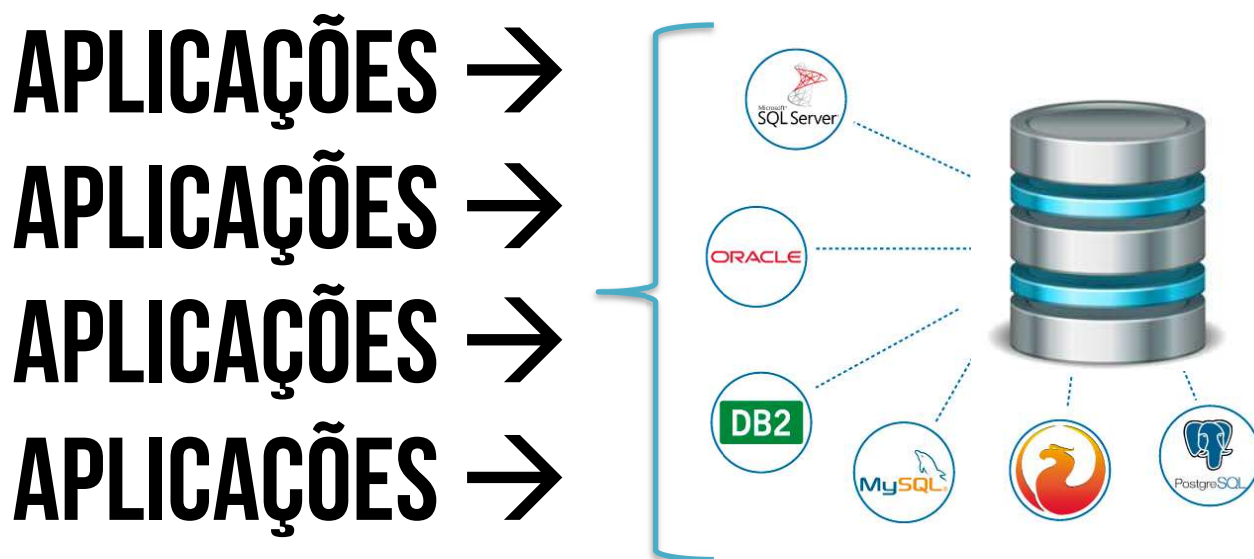 APLICAÇÕES →
APLICAÇÕES →
APLICAÇÕES →
APLICAÇÕES →
Microsoft®
SQL Server
ORACLE
DB2
MySQL®
PostgreSQL